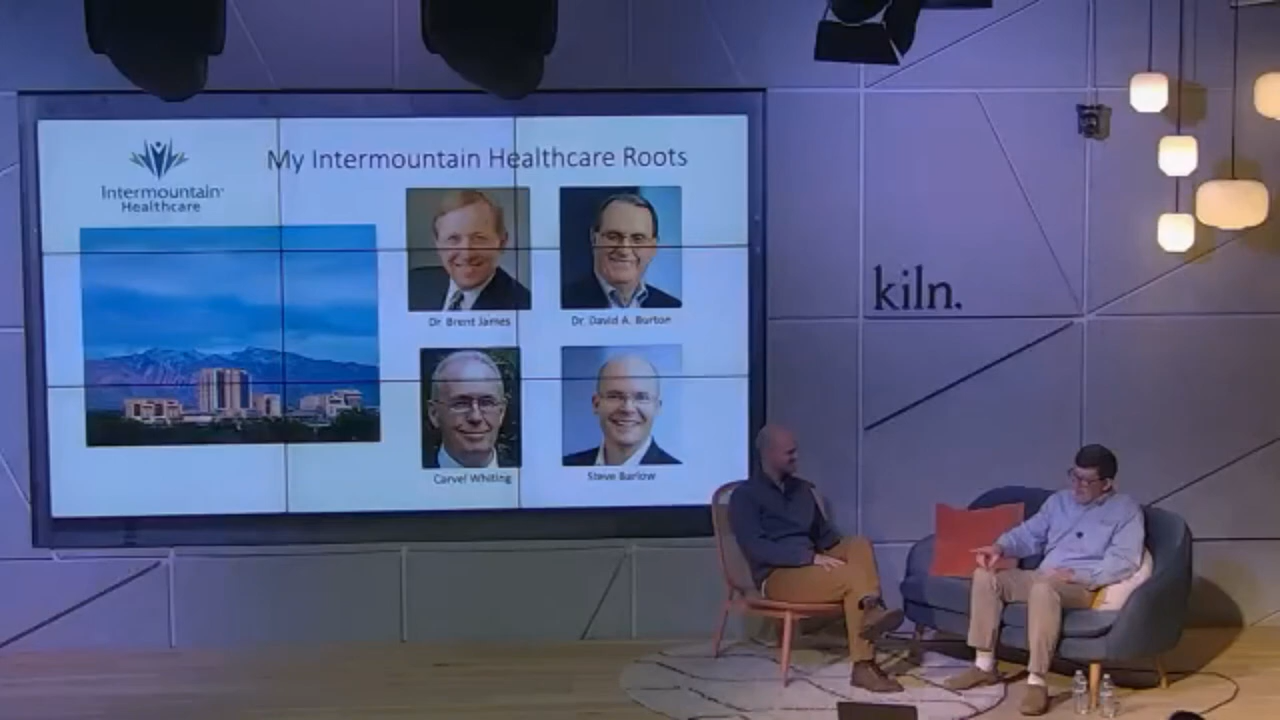 My Intermountain Healthcare Roots
Intermountain
Healthcare
Dr. Brent James
Dr. David A. Burton
Carvel Whiting
Steve Barlow
kiln.